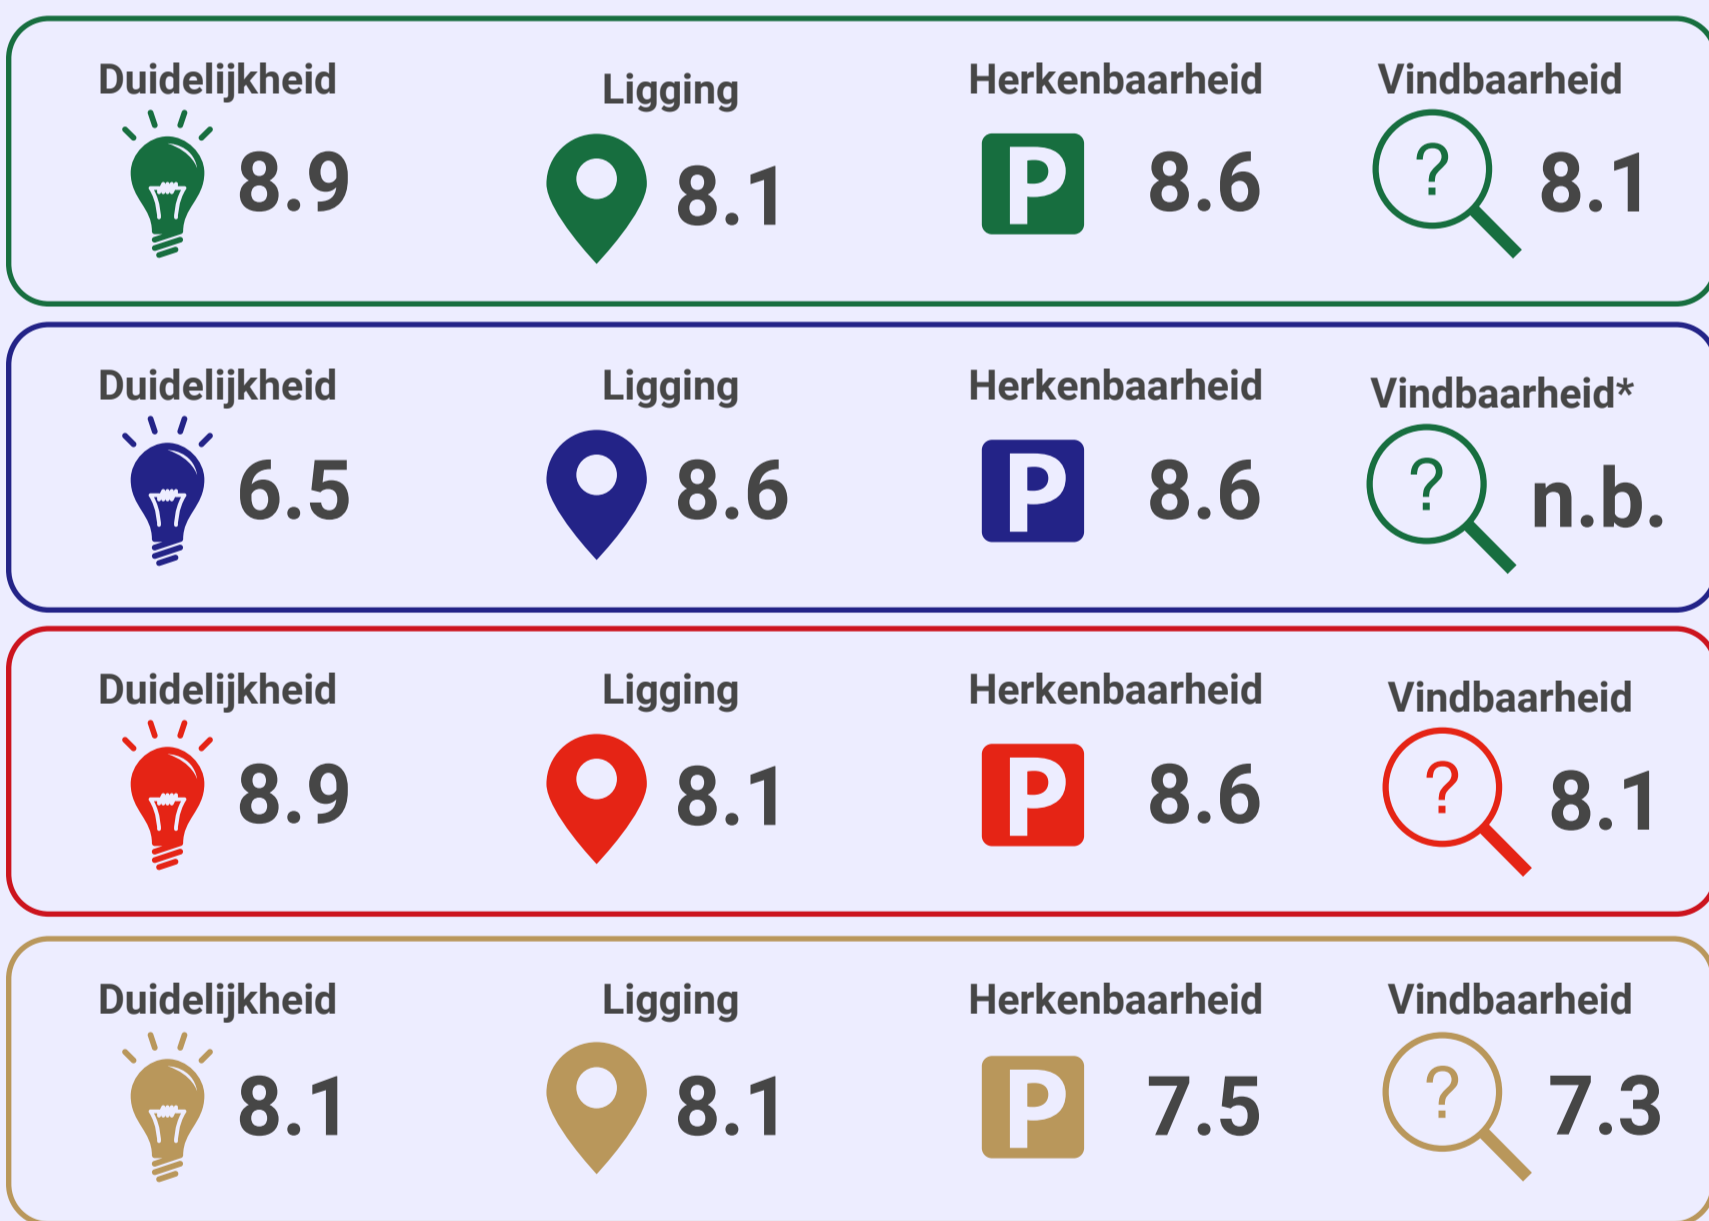 Duidelijkheid Ligging Herkenbaarheid Vindbaarheid
8.9 8.1 P 8.6 ? 8.1
Duidelijkheid Ligging Herkenbaarheid Vindbaarheid*
6.5 8.6 P 8.6 ? n.b.
Duidelijkheid Ligging Herkenbaarheid Vindbaarheid
8.9 8.1 P 8.6 ? 8.1
Duidelijkheid Ligging Herkenbaarheid Vindbaarheid
8.1 8.1 P 7.5 ? 7.3